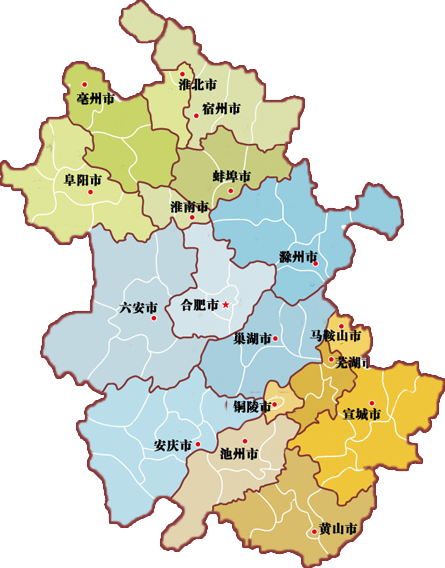 淮北市
亳州市
宿州市
蚌埠市
阜阳市
淮南市
滁州市
合肥市
六安市
马鞍山市
巢湖市
芜湖
铜陵市
宣城市
安庆市
池州市
黄山市